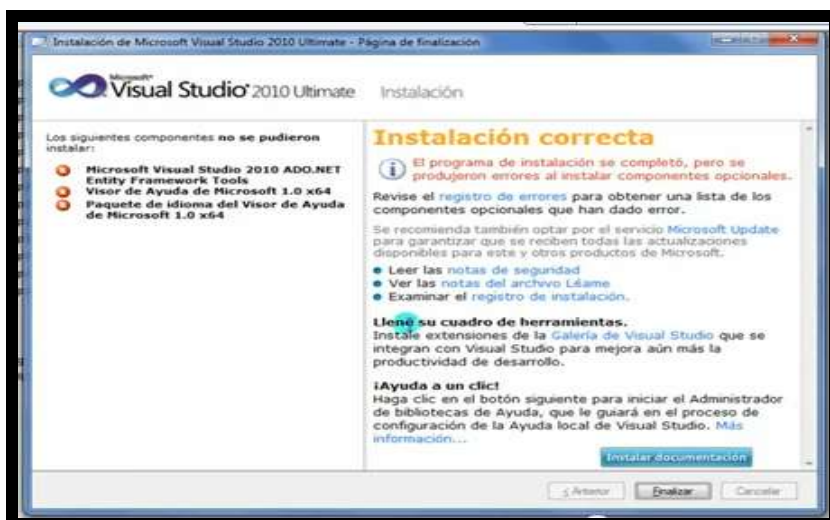 Instalación de Microsoft Visual Studio 2010 Ultimate - Página de finalización
Microsoft®
Visual Studio® 2010 Ultimate Instalación
Los siguientes componentes no se pudieron
instalar:
Microsoft Visual Studio 2010 ADO.NET
Entity Framework Tools
Visor de Ayuda de Microsoft 1.0 x64
Paquete de idioma del Visor de Ayuda
de Microsoft 1.0 x64
Instalación correcta
El programa de instalación se completó, pero se
produjeron errores al instalar componentes opcionales.
Revise el registro de errores para obtener una lista de los
componentes opcionales que han dado error.
Se recomienda también optar por el servicio Microsoft Update
para garantizar que se reciben todas las actualizaciones
disponibles para este y otros productos de Microsoft.
Leer las notas de seguridad
Ver las notas del archivo Léame
Examinar el registro de instalación.
Llene su cuadro de herramientas.
Instale extensiones de la Galería de Visual Studio que se
integran con Visual Studio para mejora aún más la
productividad de desarrollo.
¡Ayuda a un clic!
Haga clic en el botón siguiente para iniciar el Administrador
de bibliotecas de Ayuda, que le guiará en el proceso de
configuración de la Ayuda local de Visual Studio. Más
información...
Instalar documentación
< Anterior Finalizar Cancelar